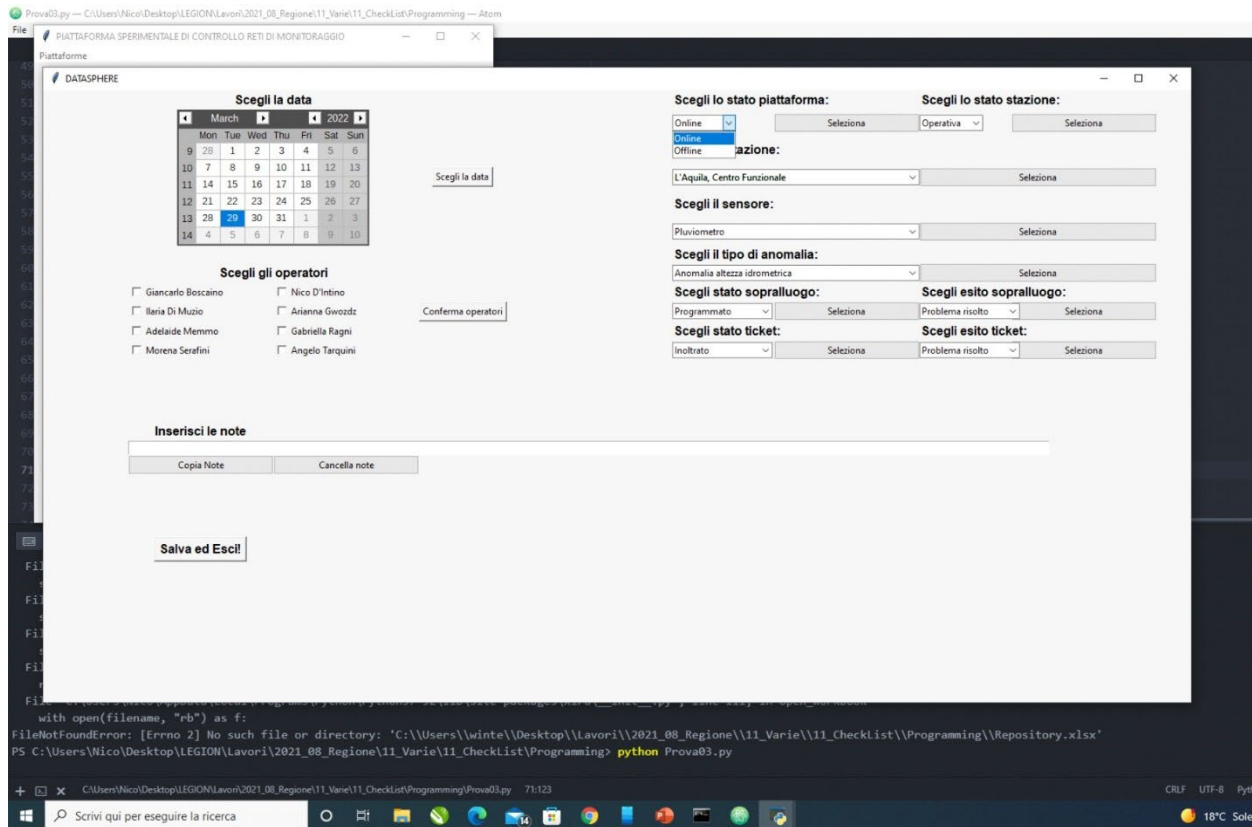 Prova03.py — C:\Users\Nico\Desktop\LEGION\Lavori\2021_08_Regione\11_Varie\11_CheckList\Programming — Atom
File
PIATTAFORMA SPERIMENTALE DI CONTROLLO RETI DI MONITORAGGIO
Piattaforme
DATASPHERE
Scegli la data
March 2022
Mon Tue Wed Thu Fri Sat Sun
9 28 1 2 3 4 5 6
10 7 8 9 10 11 12 13
11 14 15 16 17 18 19 20
12 21 22 23 24 25 26 27
13 28 29 30 31 1 2 3
14 4 5 6 7 8 9 10
Scegli la data
Scegli gli operatori
Giancarlo Boscaino Nico D'Intino
Ilaria Di Muzio Arianna Gwozdz
Adelaide Memmo Gabriella Ragni
Morena Serafini Angelo Tarquini
Conferma operatori
Scegli lo stato piattaforma: Scegli lo stato stazione:
Online Seleziona Operativa Seleziona
Online
Offline
tazione:
L'Aquila, Centro Funzionale Seleziona
Scegli il sensore:
Pluviometro Seleziona
Scegli il tipo di anomalia:
Anomalia altezza idrometrica Seleziona
Scegli stato sopralluogo: Scegli esito sopralluogo:
Programmato Seleziona Problema risolto Seleziona
Scegli stato ticket: Scegli esito ticket:
Inoltrato Seleziona Problema risolto Seleziona
Inserisci le note
Copia Note Cancella note
Salva ed Esci!
with open(filename, "rb") as f:
FileNotFoundError: [Errno 2] No such file or directory: 'C:\\Users\\winte\\Desktop\\Lavori\\2021_08_Regione\\11_Varie\\11_CheckList\\Programming\\Repository.xlsx'
PS C:\Users\Nico\Desktop\LEGION\Lavori\2021_08_Regione\11_Varie\11_CheckList\Programming> python Prova03.py
C:\Users\Nico\Desktop\LEGION\Lavori\2021_08_Regione\11_Varie\11_CheckList\Programming\Prova03.py 71:123 CRLF UTF-8
Scrivi qui per eseguire la ricerca
14
18°C Sole